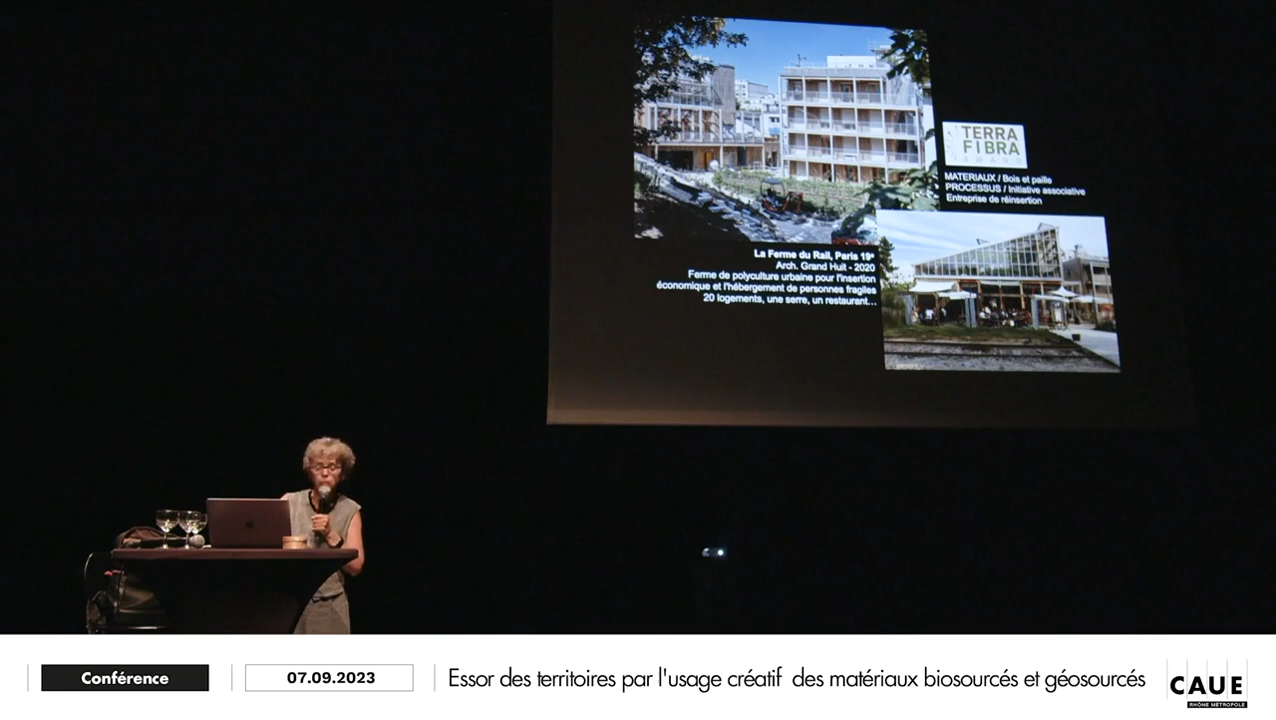 TERRA
FIBRA
AWARD
MATERIAUX / Bois et paille
PROCESSUS / Initiative associative
Entreprise de réinsertion
La Ferme du Rail, Paris 19e
Arch. Grand Huit - 2020
Ferme de polyculture urbaine pour l'insertion
économique et l'hébergement de personnes fragiles
20 logements, une serre, un restaurant...
Conférence
07.09.2023
Essor des territoires par l'usage créatif des matériaux biosourcés et géosourcés
CAUE
RHÔNE MÉTROPOLE